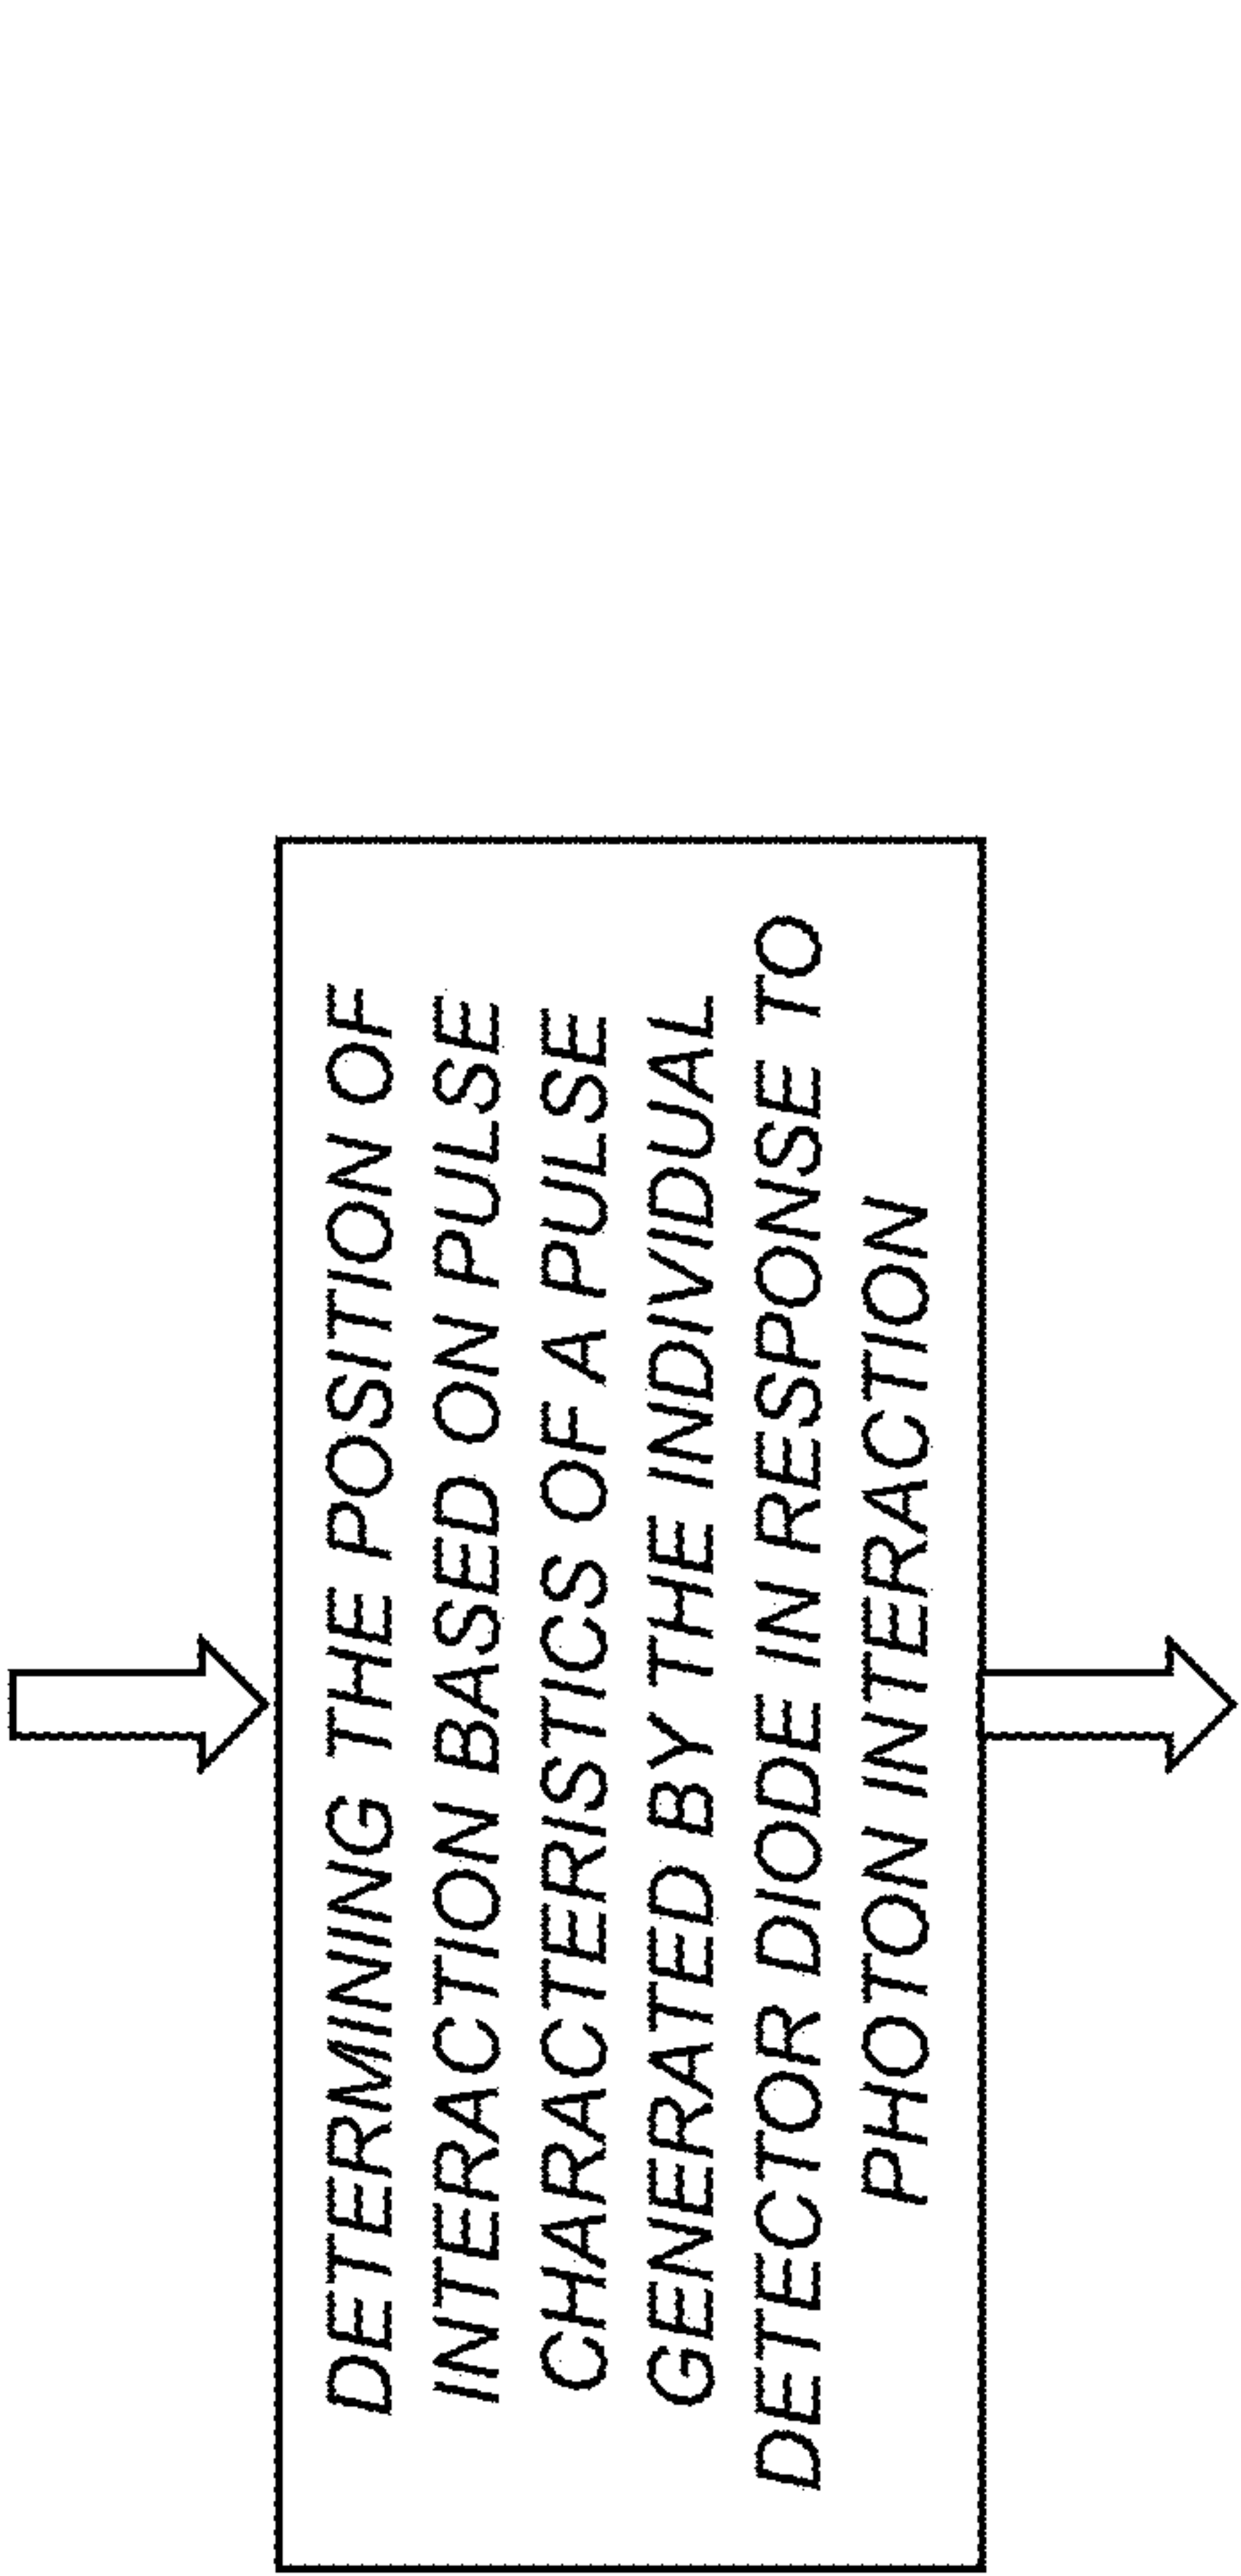 DETERMINING THE POSITION OF
INTERACTION BASED ON PULSE
CHARACTERISTICS OF A PULSE
GENERATED BY THE INDIVIDUAL
DETECTOR DIODE IN RESPONSE TO
PHOTON INTERACTION